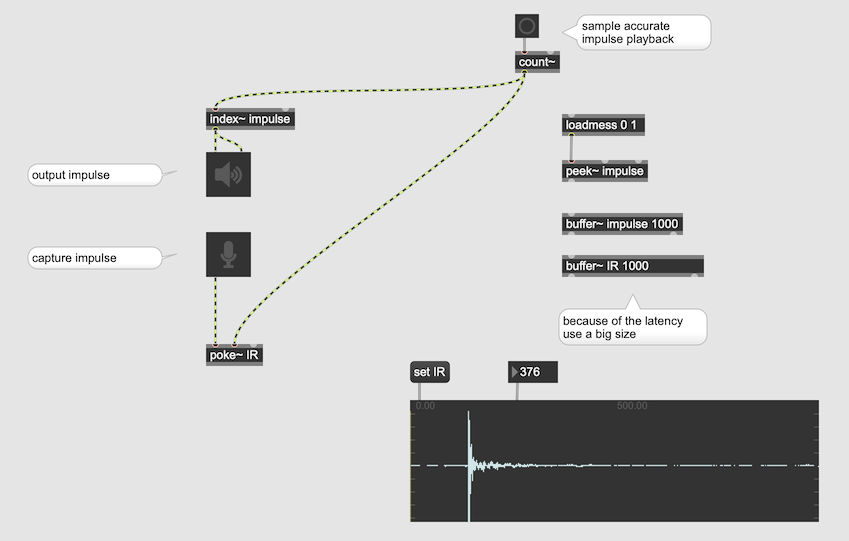 sample accurate
impulse playback
count~
index~ impulse
loadmess 0 1
output impulse
peek~ impulse
buffer~ impulse 1000
capture impulse
buffer~ IR 1000
because of the latency
use a big size
poke~ IR
set IR
376
0.00
500.00